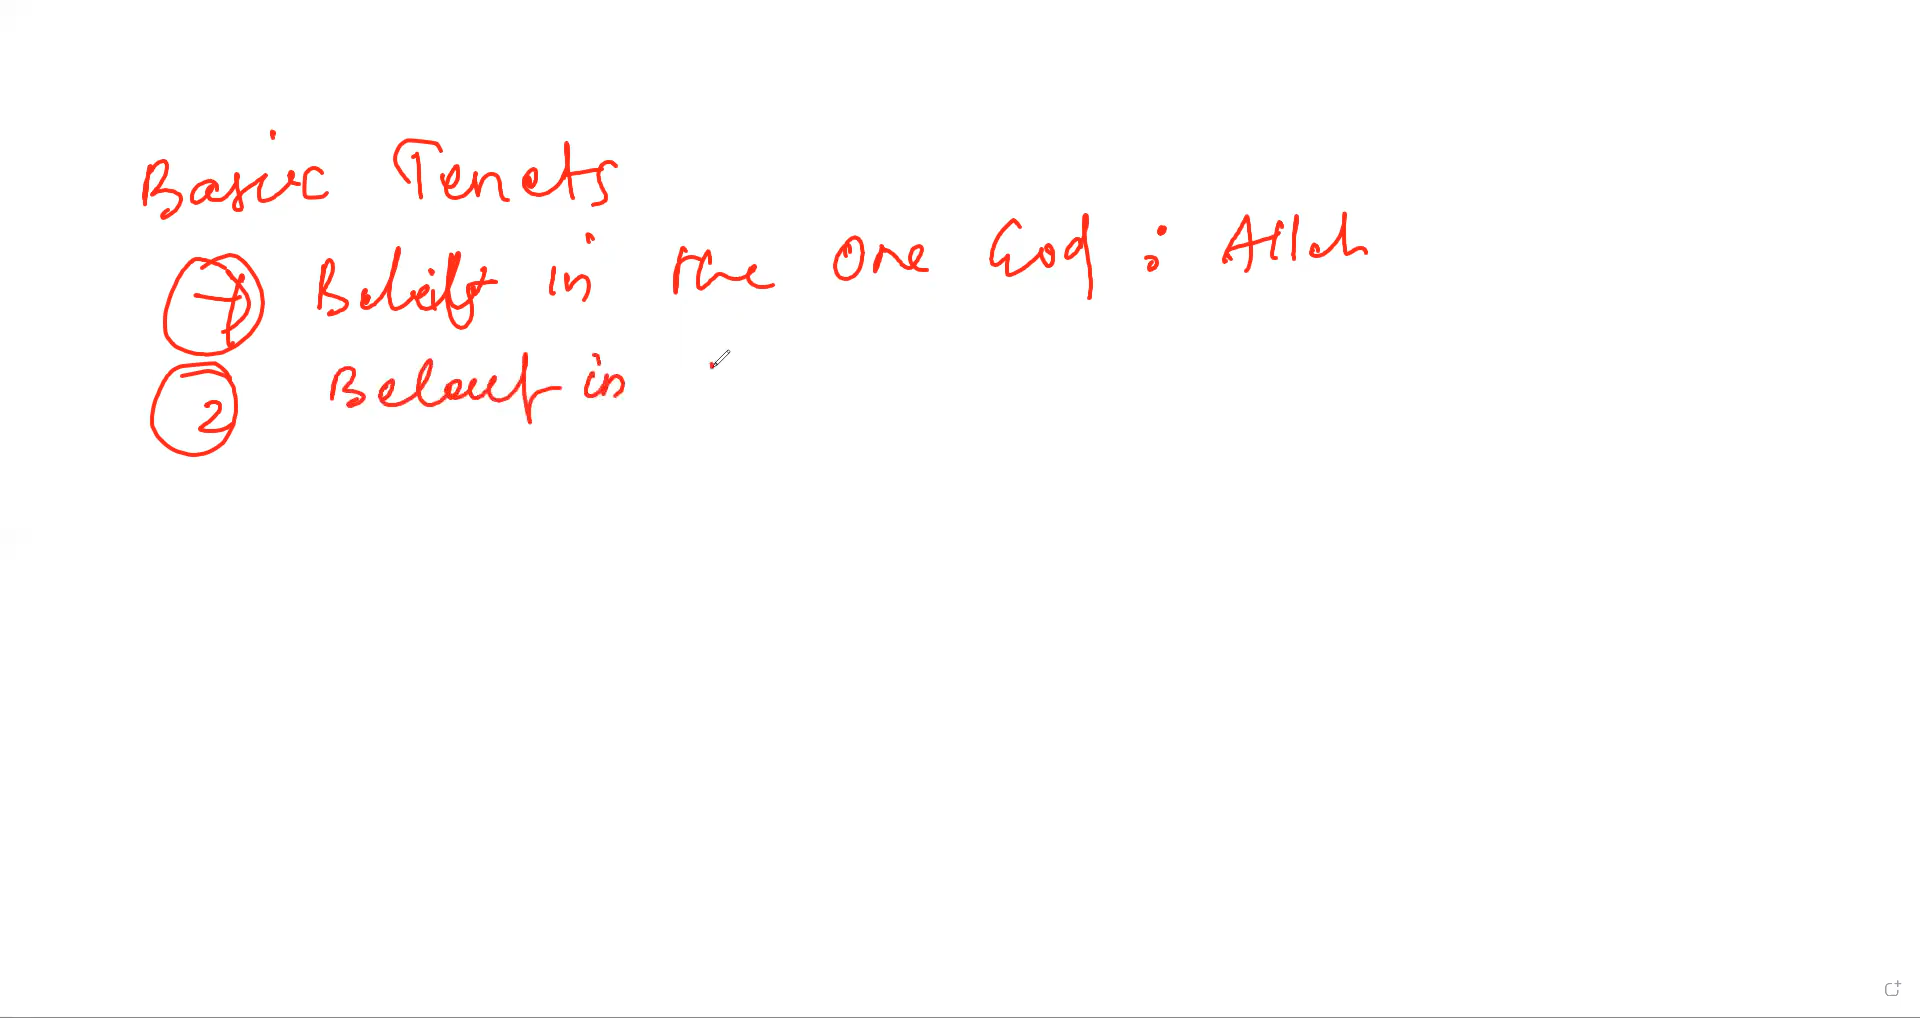 Basic Tenets
1 Belief in the One God : Allah
2 Belief in